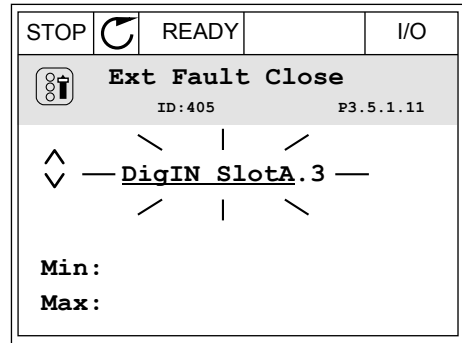 STOP READY I/O
Ext Fault Close
ID:405 P3.5.1.11
DigIN SlotA.3
Min:
Max: